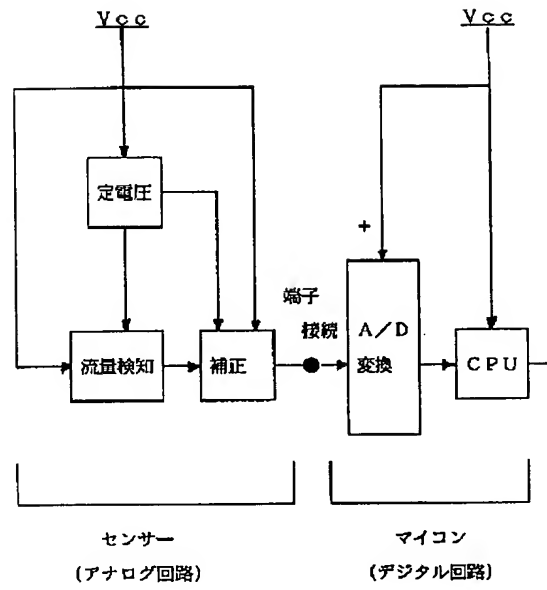 Ｖｃｃ
Ｖｃｃ
定電圧
＋
端子
接続
流量検知
補正
Ａ／Ｄ
変換
ＣＰＵ
センサー
（アナログ回路）
マイコン
（デジタル回路）